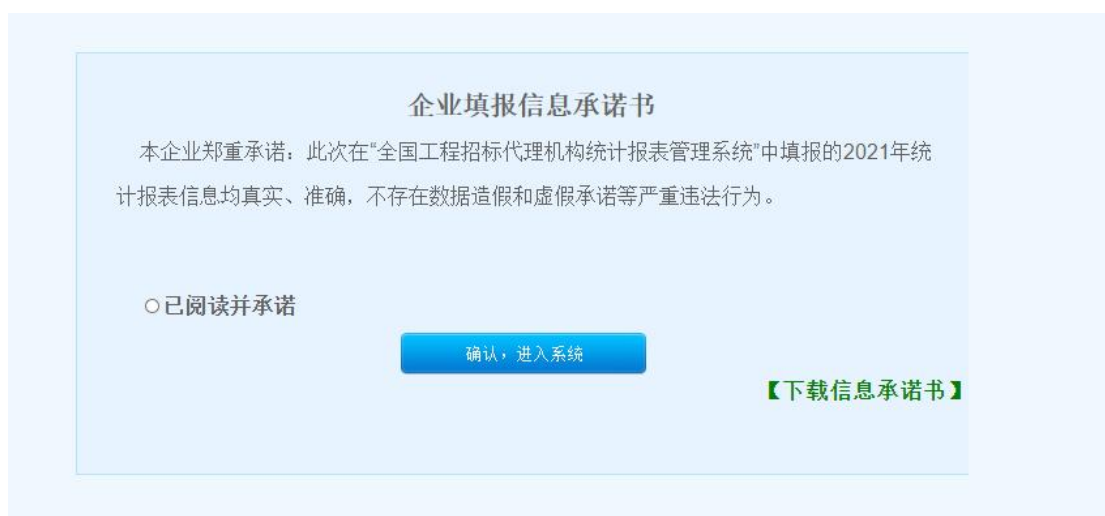 企业填报信息承诺书
本企业郑重承诺：此次在“全国工程招标代理机构统计报表管理系统”中填报的2021年统
计报表信息均真实、准确，不存在数据造假和虚假承诺等严重违法行为。
已阅读并承诺
确认，进入系统
【下载信息承诺书】